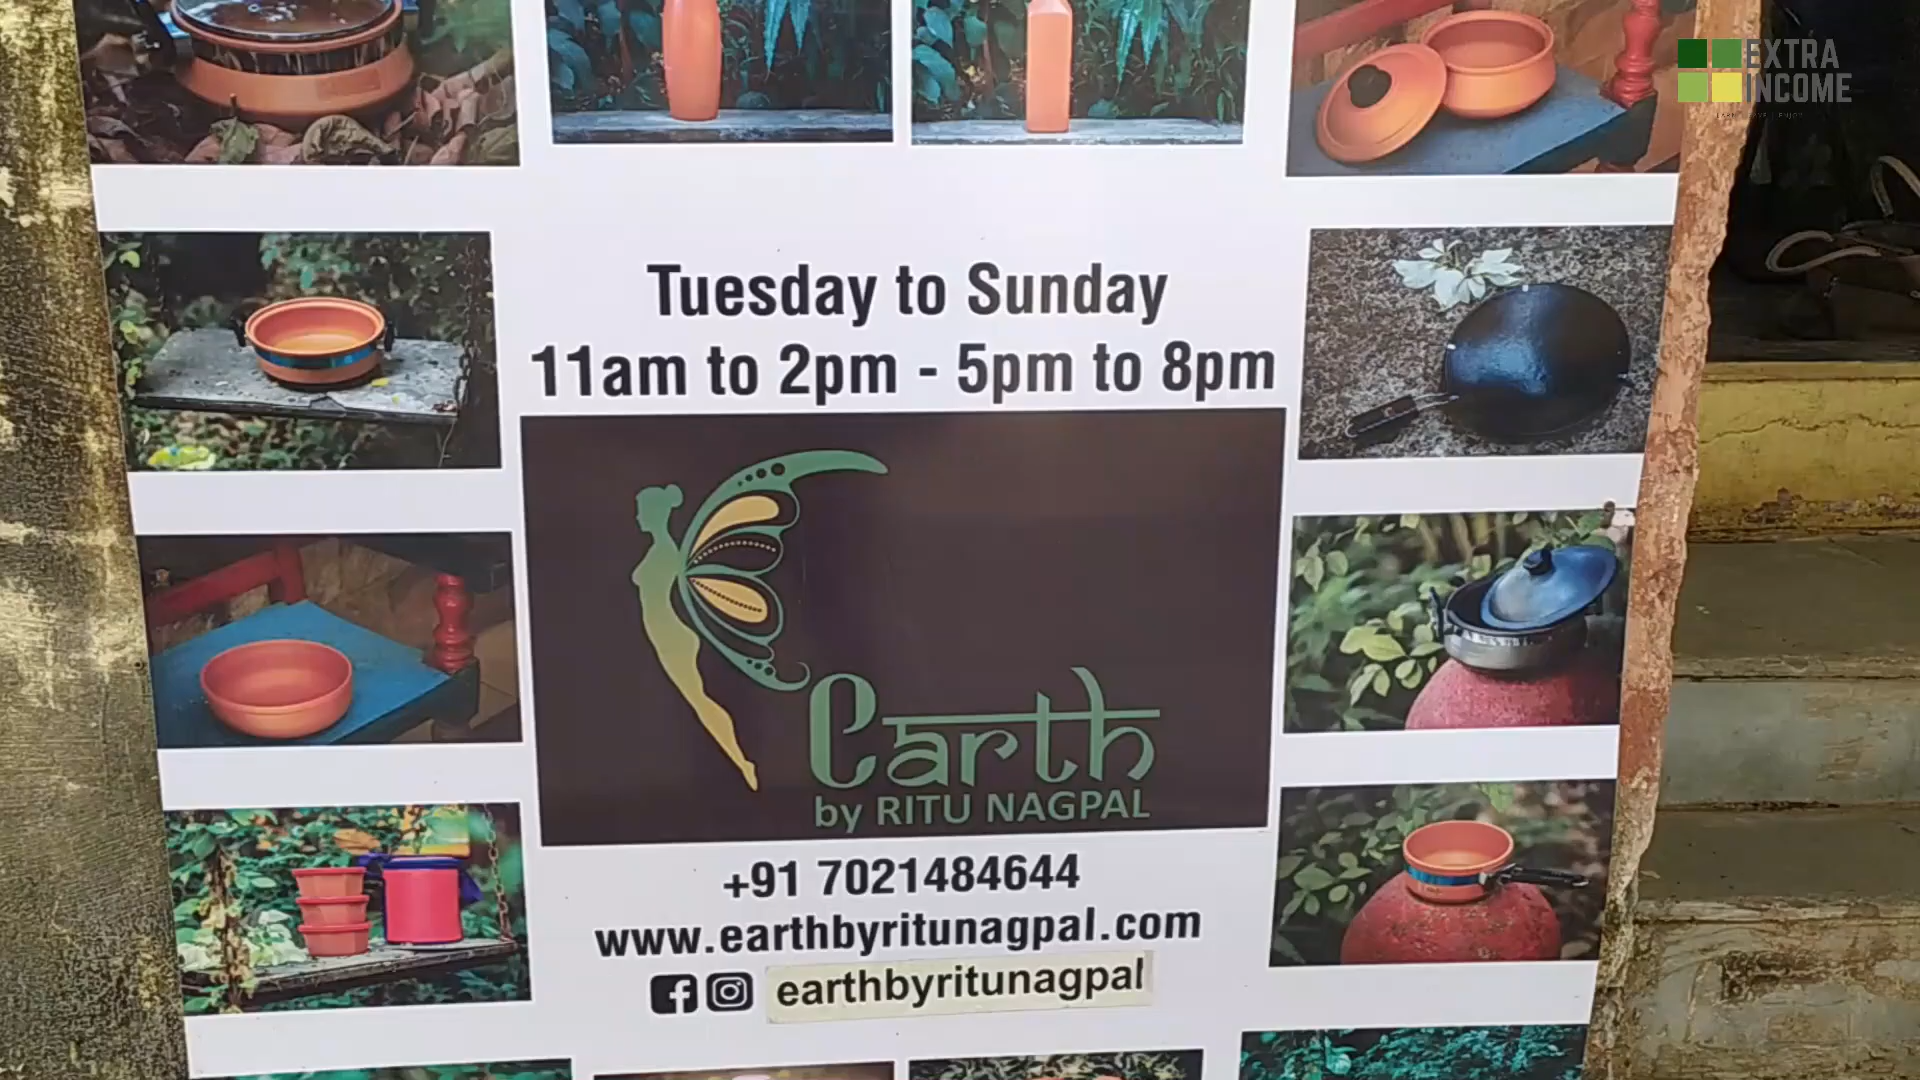 EXTRA
INCOME
Tuesday to Sunday
11am to 2pm - 5pm to 8pm
earth
by RITU NAGPAL
+91 7021484644
www.earthbyritunagpal.com
earthbyritunagpal